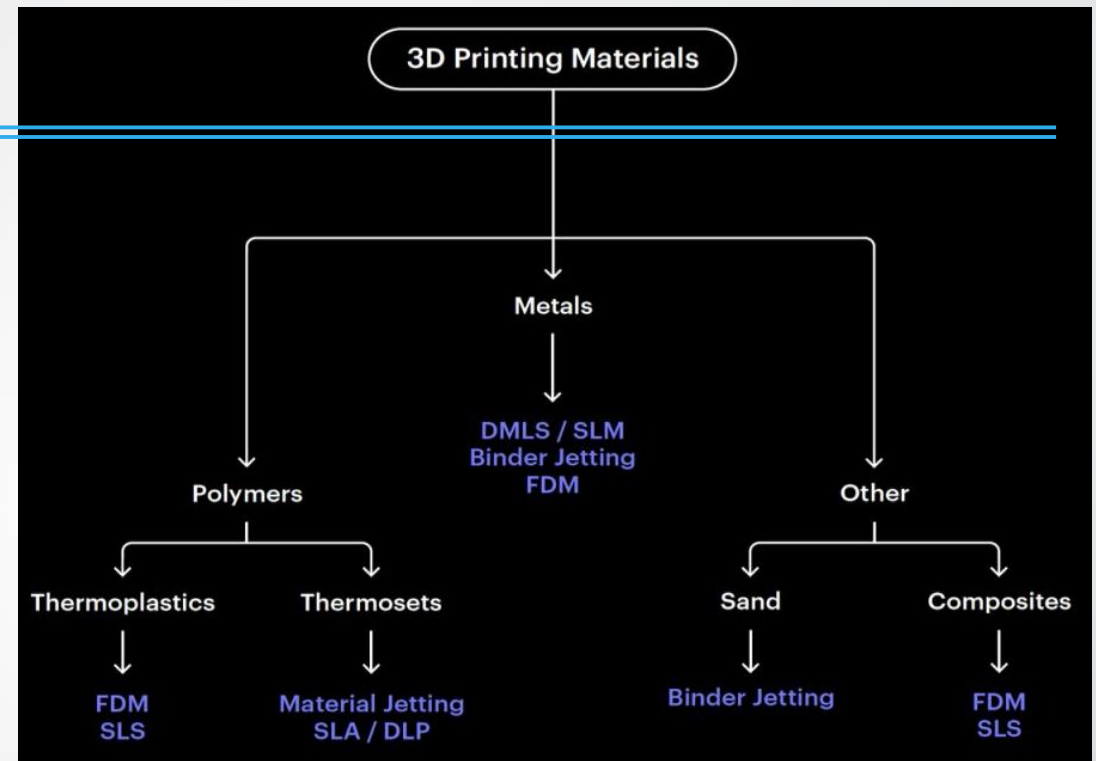 3D Printing Materials
Metals
DMLS / SLM
Binder Jetting
FDM
Polymers
Other
Thermoplastics
Thermosets
Sand
Composites
FDM
SLS
Material Jetting
SLA / DLP
Binder Jetting
FDM
SLS